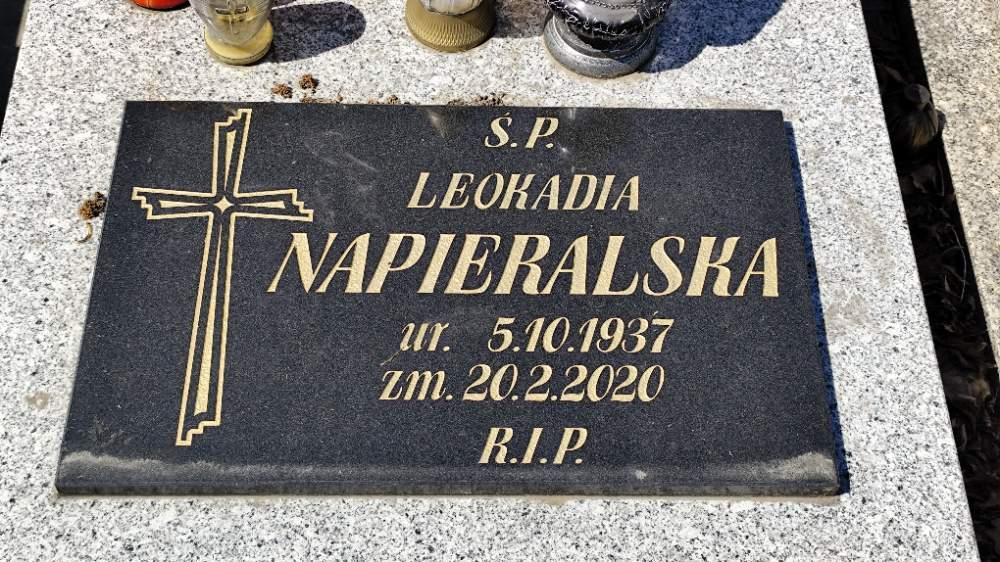 Ś.P.
LEOKADIA
NAPIERALSKA
ur. 5.10.1937
zm. 20.2.2020
R.I.P.